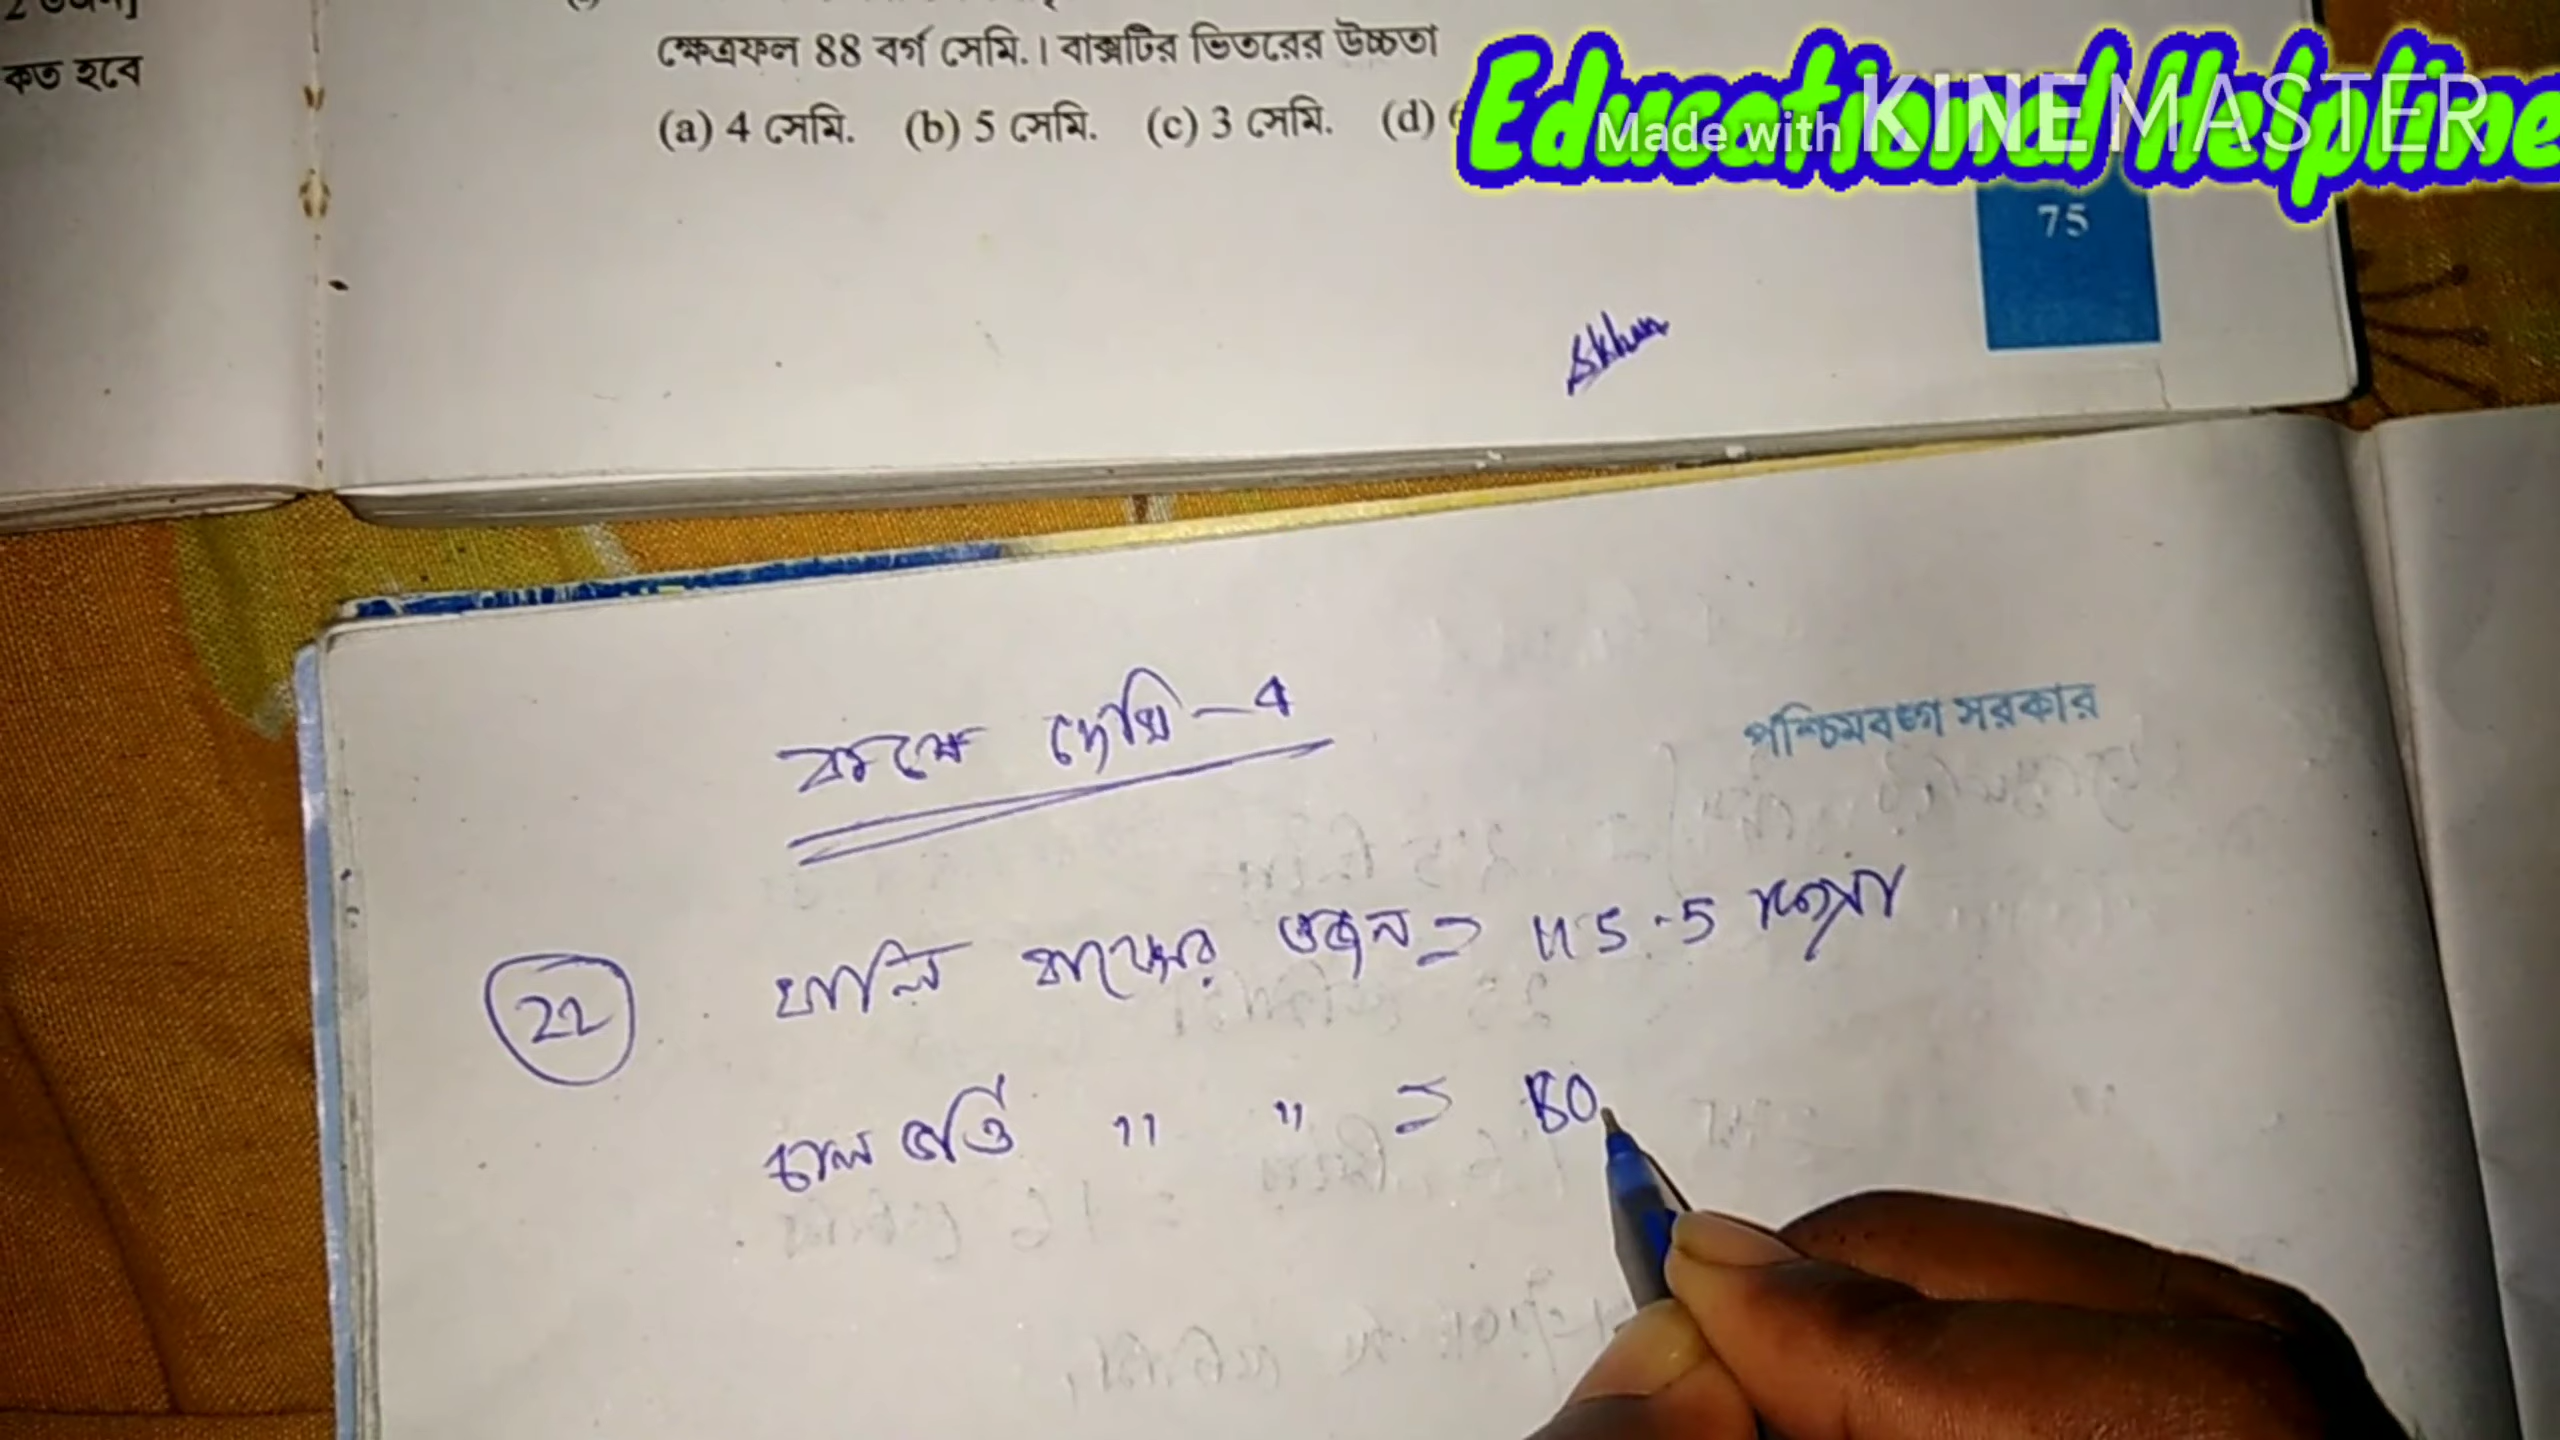 কত হবে
ক্ষেত্রফল 88 বর্গ সেমি.। বাক্সটির ভিতরের উচ্চতা
(a) 4 সেমি. (b) 5 সেমি. (c) 3 সেমি. (d)
Educational Helpline
Made with KINEMASTER
75
কষে দেখি - 4
পশ্চিমবঙ্গ সরকার
22 খালি বাক্সের ওজন = 115.5 গ্রাম
চাল ভর্তি " " = 80